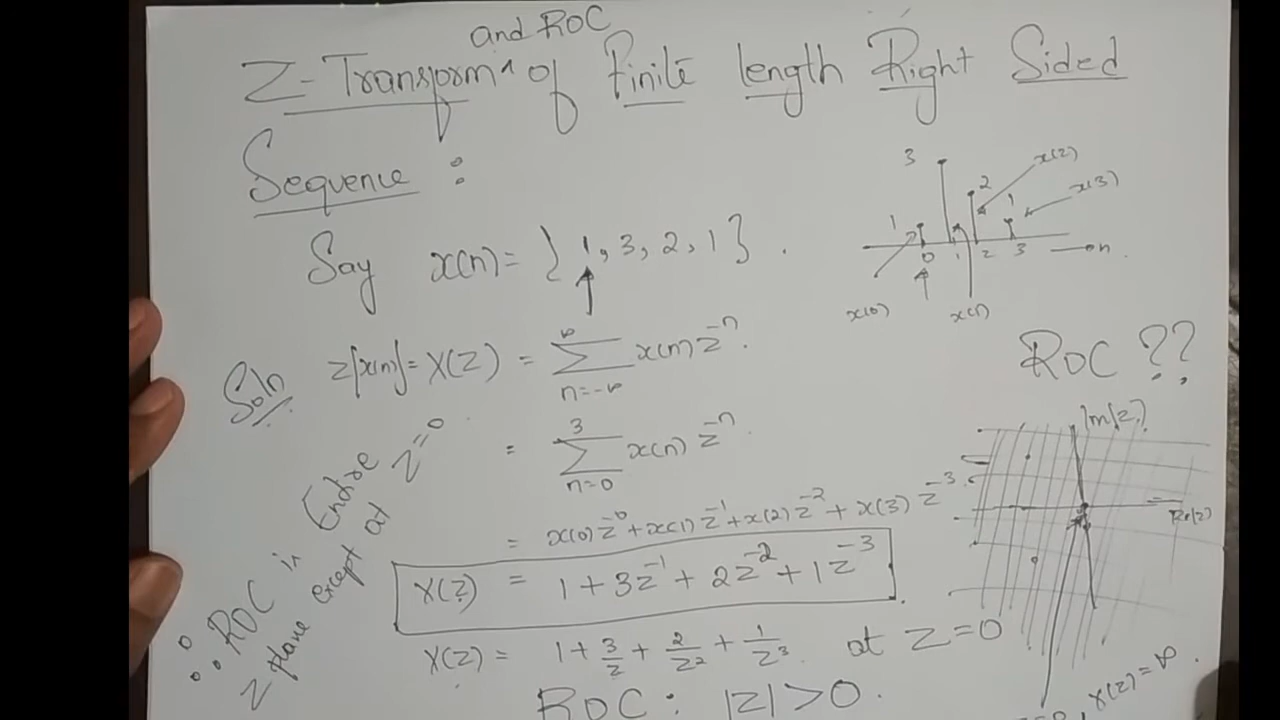 and ROC
Z-Transform of Finite length Right Sided
Sequence :
Say x(n) = { 1, 3, 2, 1 } .
3
x(2)
2
x(3)
1
1
0 1 2 3 n
x(0) x(1)
ROC ??
Soln Z[x(n)] = X(Z) = ∞ ∑ n=-∞ x(n) z^-n.
= 3 ∑ n=0 x(n) z^-n.
= x(0) z^-0 + x(1) z^-1 + x(2) z^-2 + x(3) z^-3.
X(Z) = 1 + 3z^-1 + 2z^-2 + 1z^-3
X(Z) = 1 + 3/z + 2/z^2 + 1/z^3 at Z=0
ROC : |Z| > 0.
∴ ROC is Entire
Z plane except at Z=0
Im(z)
Re(z)
, X(z) = ∞ .